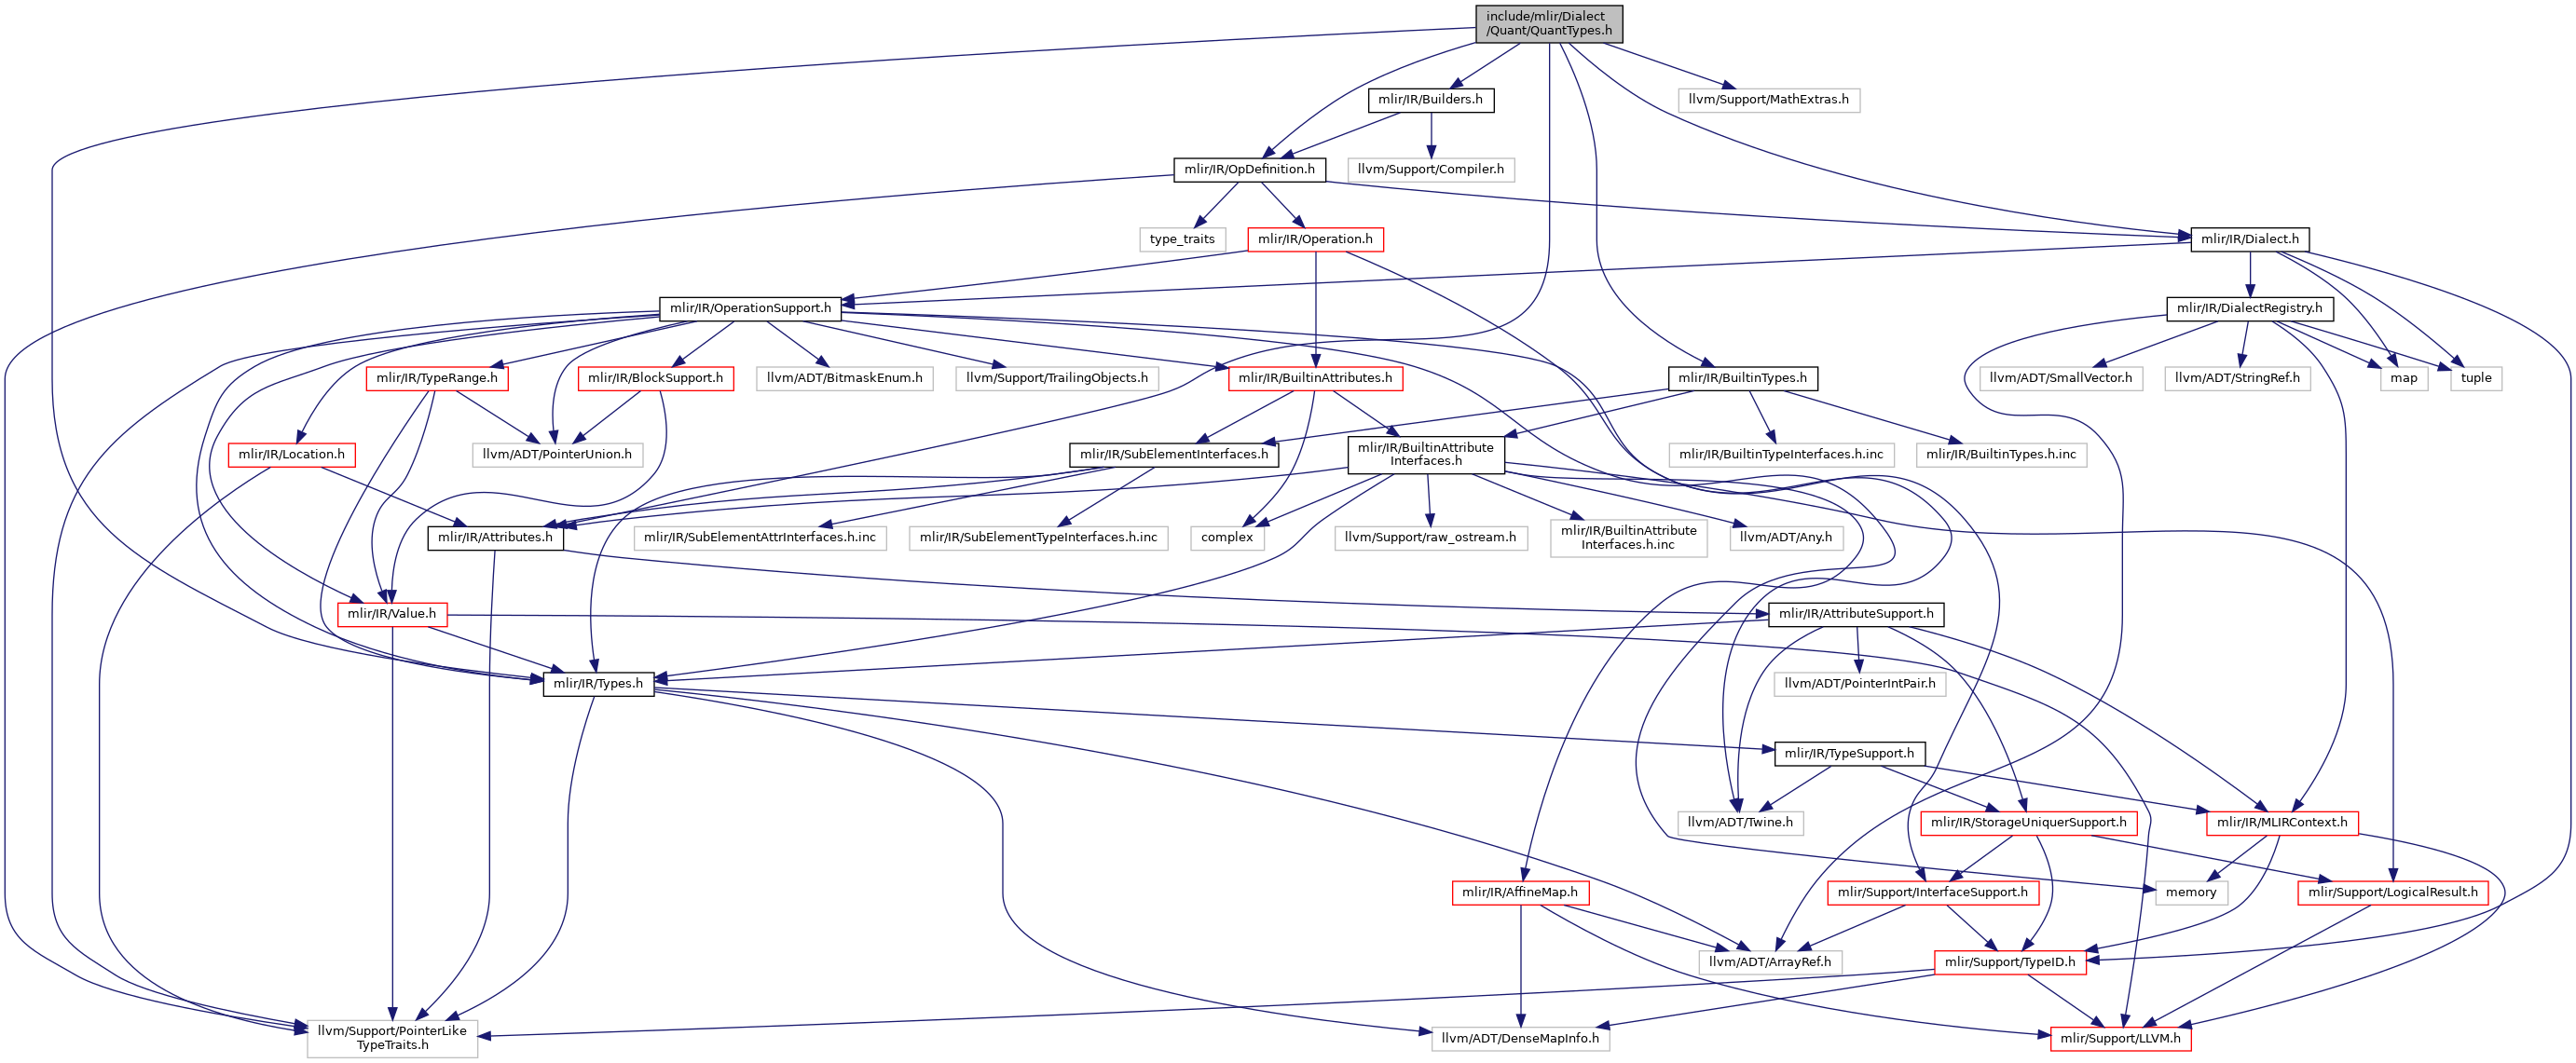 include/mlir/Dialect
/Quant/QuantTypes.h
mlir/IR/Builders.h
llvm/Support/MathExtras.h
mlir/IR/OpDefinition.h
llvm/Support/Compiler.h
type_traits
mlir/IR/Operation.h
mlir/IR/Dialect.h
mlir/IR/OperationSupport.h
mlir/IR/DialectRegistry.h
mlir/IR/TypeRange.h
mlir/IR/BlockSupport.h
llvm/ADT/BitmaskEnum.h
llvm/Support/TrailingObjects.h
mlir/IR/BuiltinAttributes.h
mlir/IR/BuiltinTypes.h
llvm/ADT/SmallVector.h
llvm/ADT/StringRef.h
map
tuple
mlir/IR/Location.h
llvm/ADT/PointerUnion.h
mlir/IR/SubElementInterfaces.h
mlir/IR/BuiltinAttribute
Interfaces.h
mlir/IR/BuiltinTypeInterfaces.h.inc
mlir/IR/BuiltinTypes.h.inc
mlir/IR/Attributes.h
mlir/IR/SubElementAttrInterfaces.h.inc
mlir/IR/SubElementTypeInterfaces.h.inc
complex
llvm/Support/raw_ostream.h
mlir/IR/BuiltinAttribute
Interfaces.h.inc
llvm/ADT/Any.h
mlir/IR/Value.h
mlir/IR/AttributeSupport.h
mlir/IR/Types.h
llvm/ADT/PointerIntPair.h
mlir/IR/TypeSupport.h
llvm/ADT/Twine.h
mlir/IR/StorageUniquerSupport.h
mlir/IR/MLIRContext.h
mlir/IR/AffineMap.h
mlir/Support/InterfaceSupport.h
memory
mlir/Support/LogicalResult.h
llvm/ADT/ArrayRef.h
mlir/Support/TypeID.h
llvm/Support/PointerLike
TypeTraits.h
llvm/ADT/DenseMapInfo.h
mlir/Support/LLVM.h